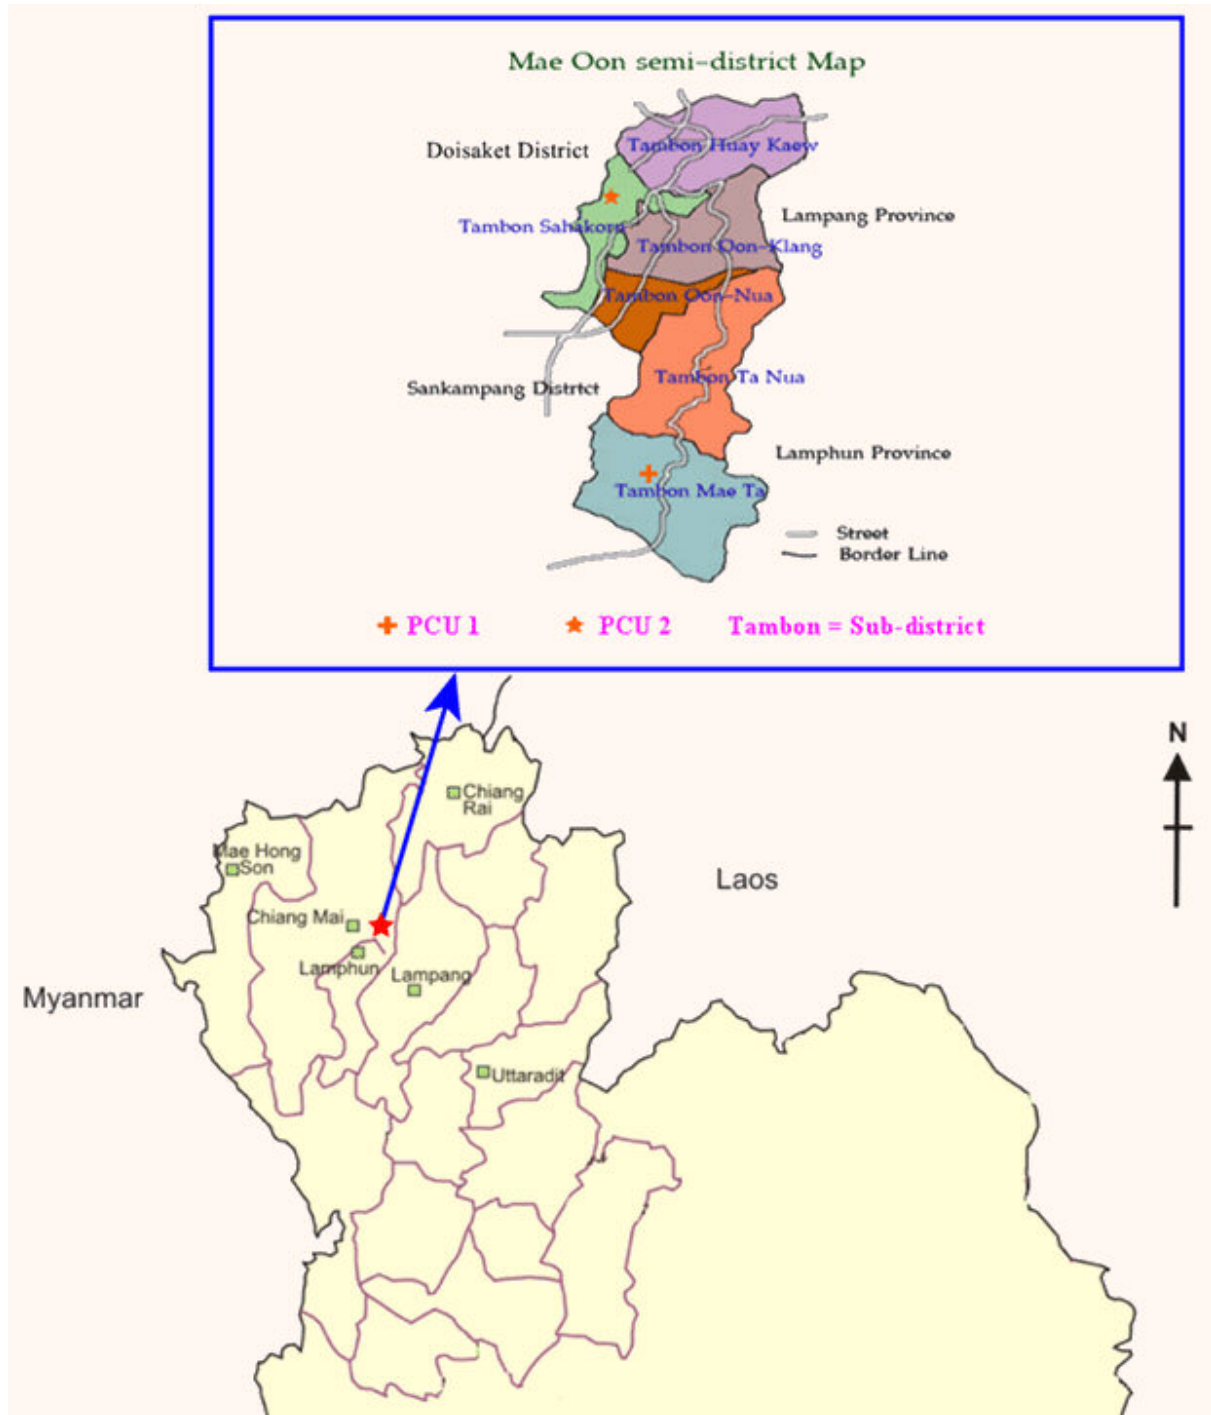 Mae Oon semi-district Map
Doisaket District
Tambon Huay Kaew
Lampang Province
Tambon Sahakorn
Tambon Oon-Klang
Tambon Oon-Nua
Sankampang District
Tambon Ta Nua
Lamphun Province
Tambon Mae Ta
Street
Border Line
PCU 1
PCU 2
Tambon = Sub-district
N
Chiang
Rai
Mae Hong
Son
Laos
Chiang Mai
Lamphun
Lampang
Myanmar
Uttaradit